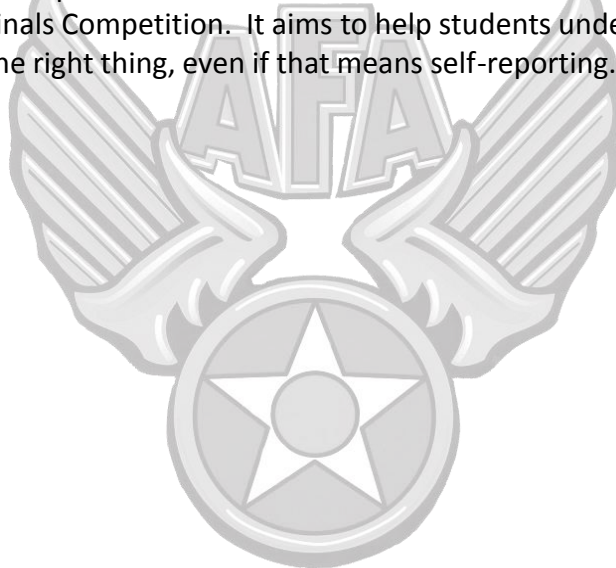 inals Competition. It aims to help students unde
he right thing, even if that means self-reporting.
AFA